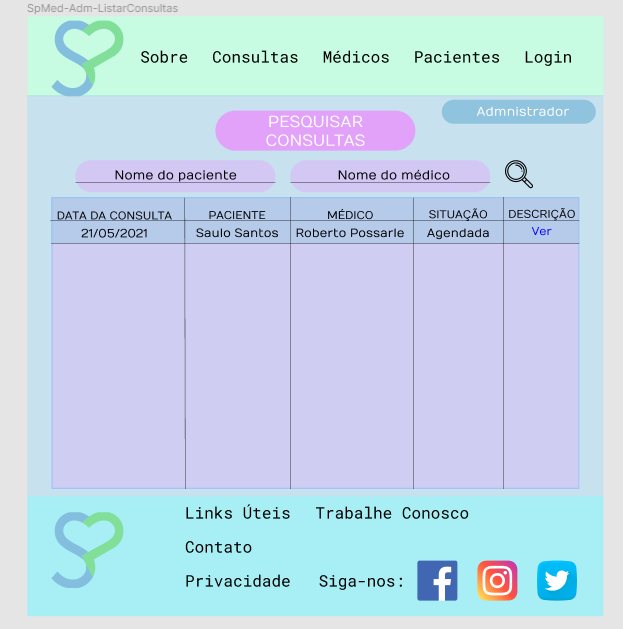 SpMed-Adm-ListarConsultas
Sobre Consultas Médicos Pacientes Login
Admnistrador
PESQUISAR
CONSULTAS
Nome do paciente Nome do médico
DATA DA CONSULTA PACIENTE MÉDICO SITUAÇÃO DESCRIÇÃO
21/05/2021 Saulo Santos Roberto Possarle Agendada Ver
Links Úteis Trabalhe Conosco
Contato
Privacidade Siga-nos: